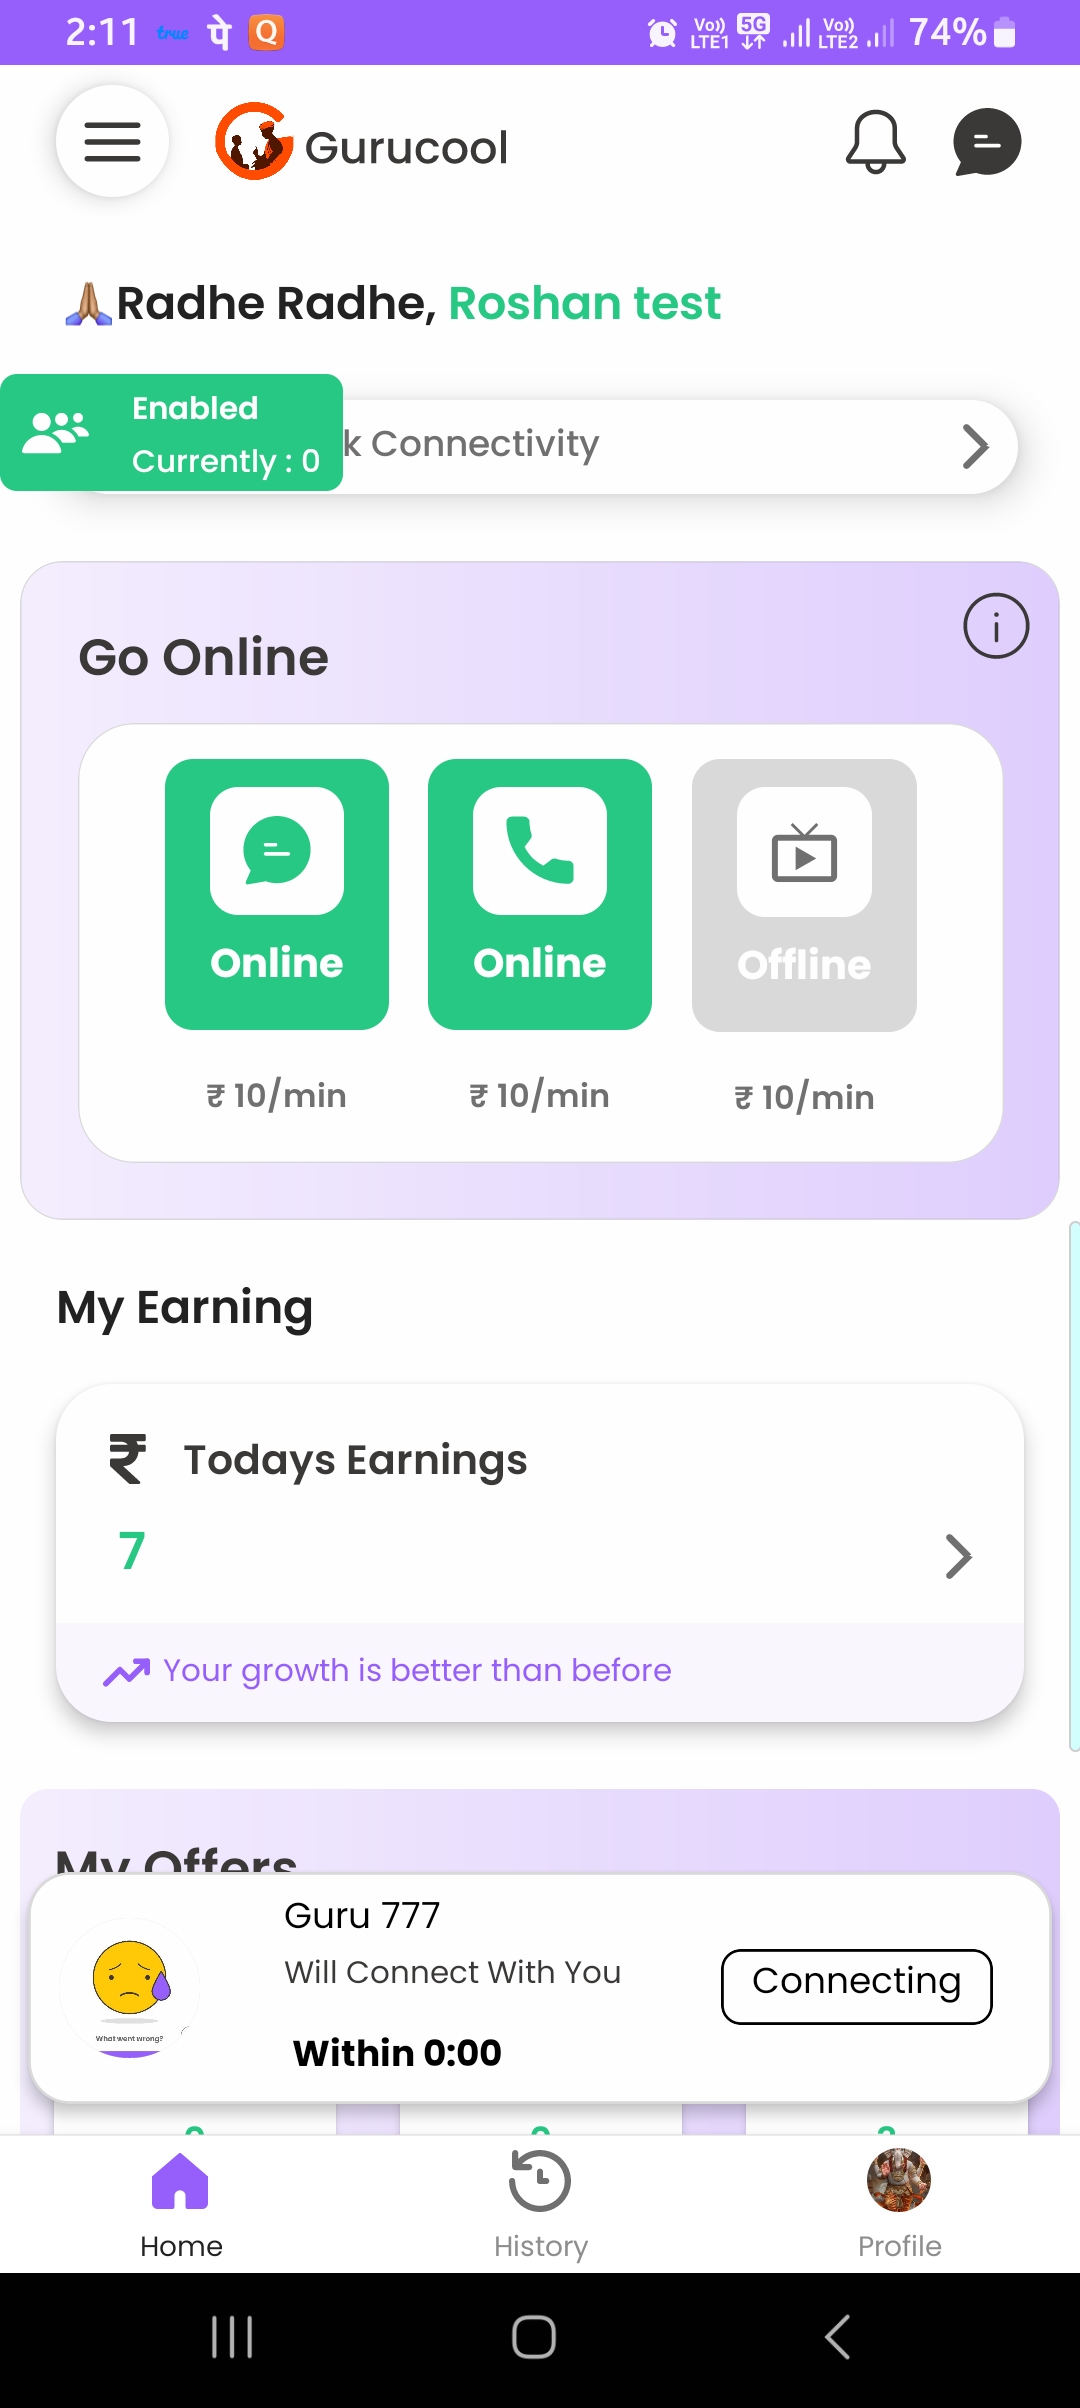 2:11 true पे Q Vo)) LTE1 5G Vo)) LTE2 74%
Gurucool
🙏🏽Radhe Radhe, Roshan test
Enabled
Currently : 0
k Connectivity
Go Online
Online Online Offline
₹ 10/min ₹ 10/min ₹ 10/min
My Earning
₹ Todays Earnings
7
Your growth is better than before
My Offers
Guru 777
Will Connect With You
Connecting
What went wrong?
Within 0:00
Home History Profile